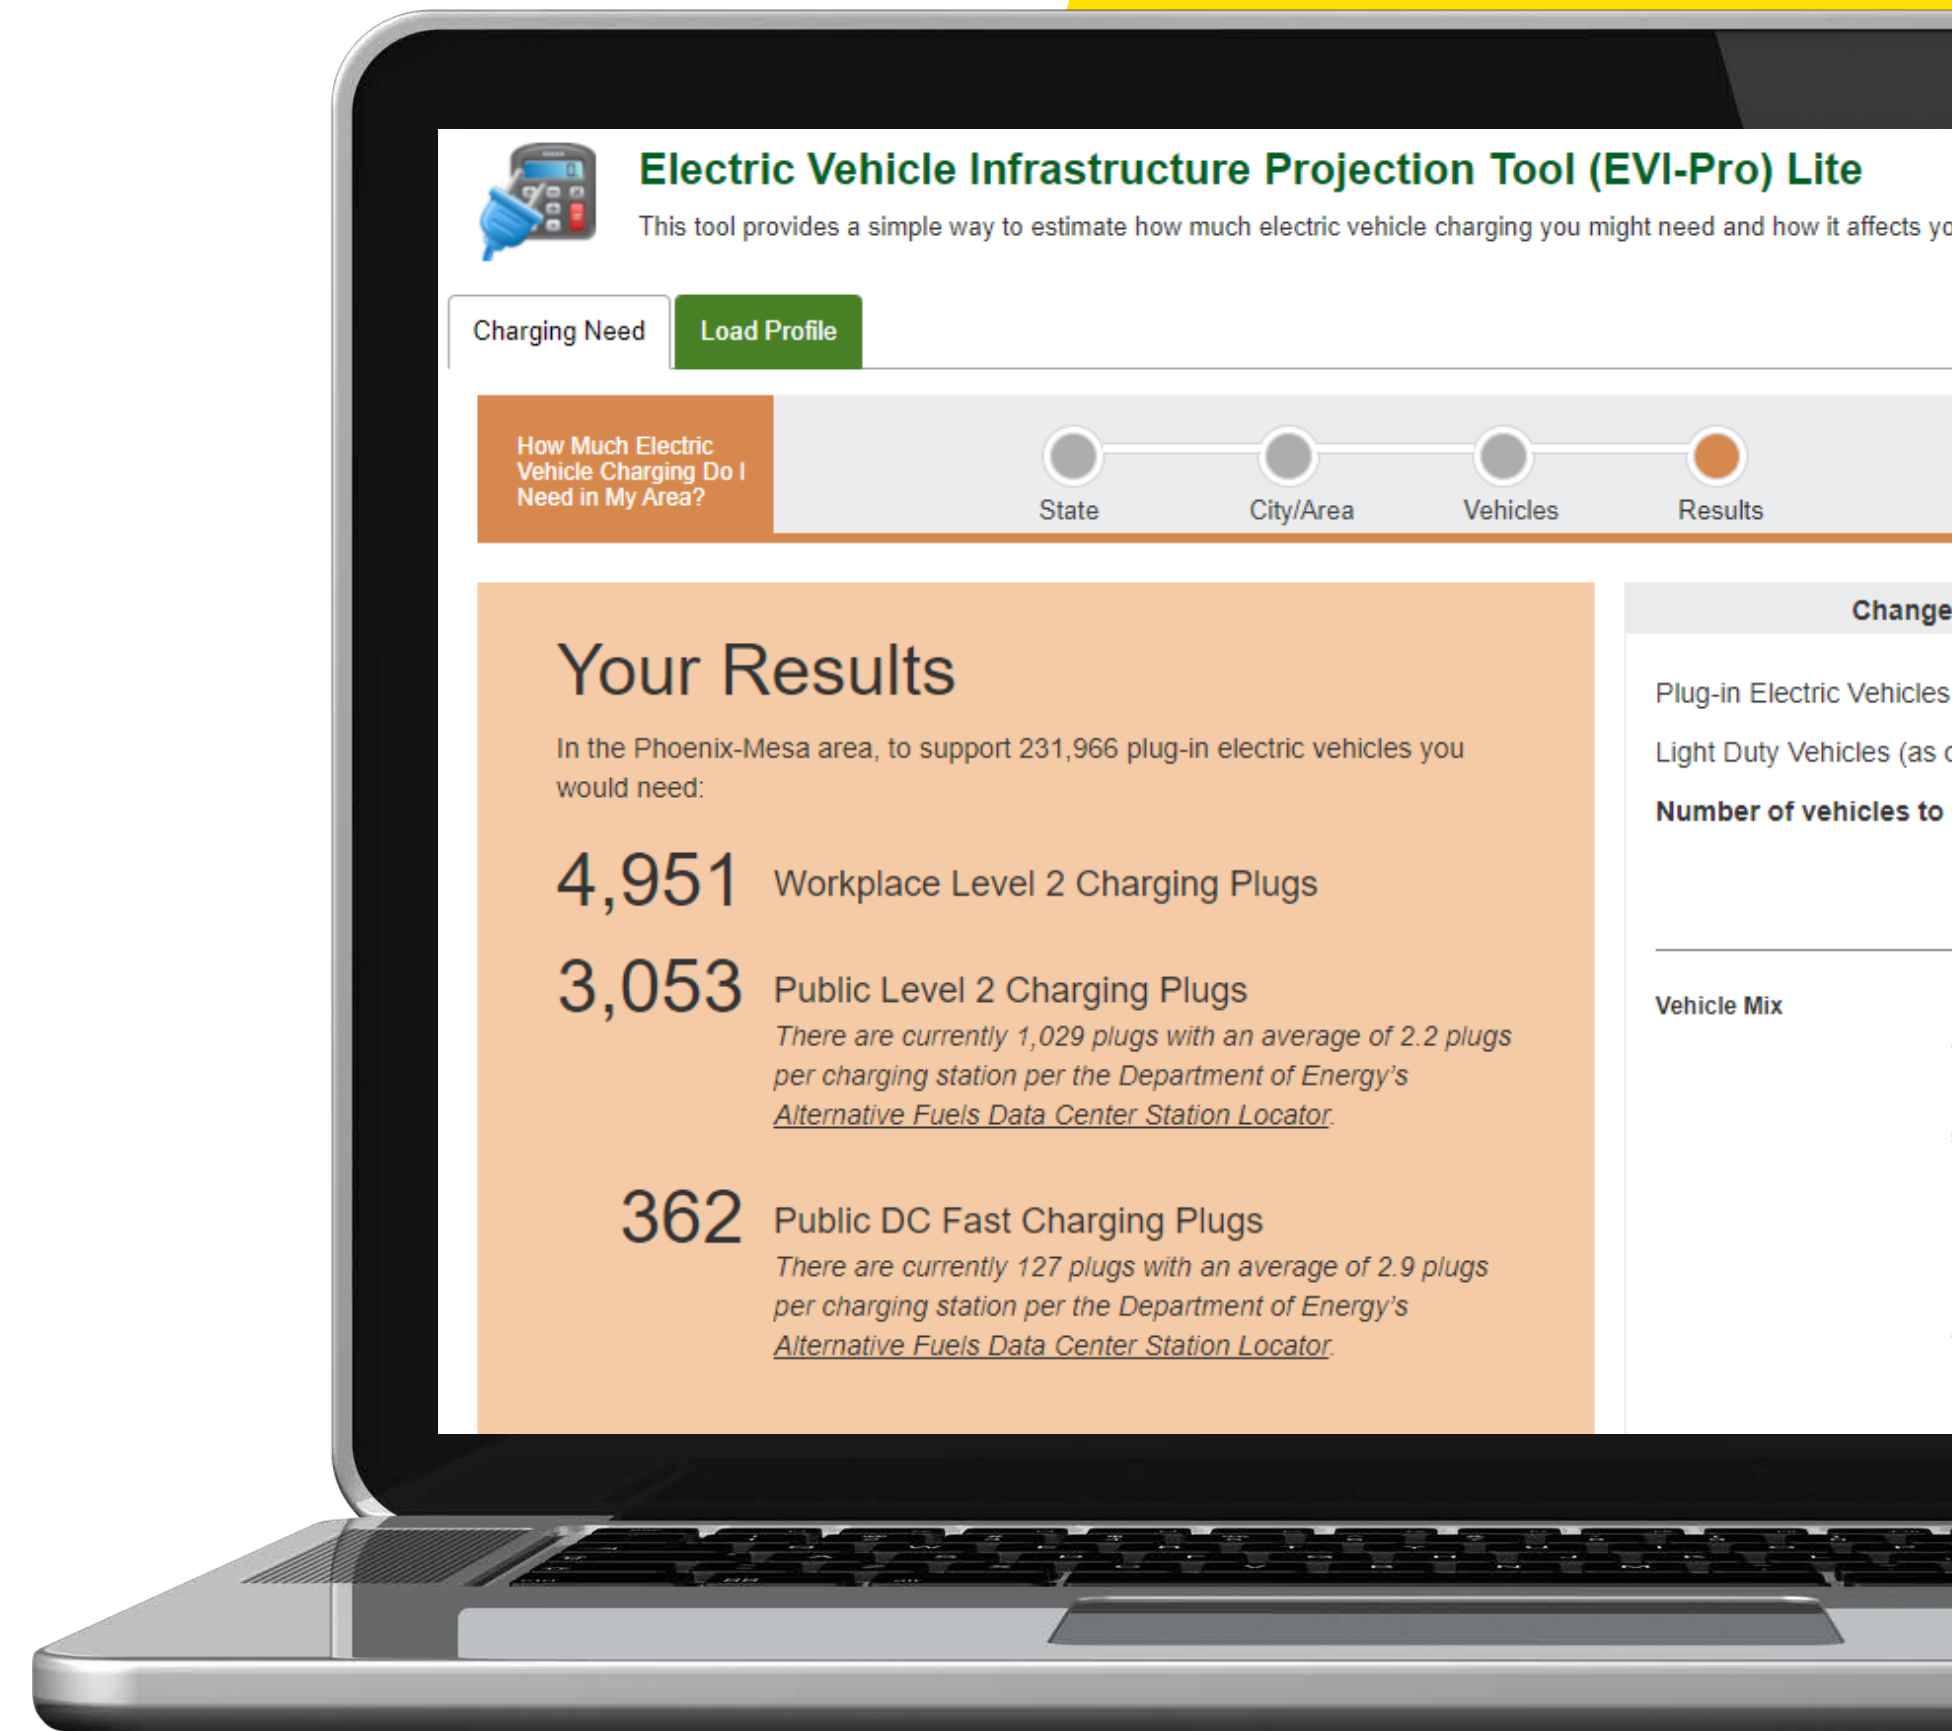 Electric Vehicle Infrastructure Projection Tool (EVI-Pro) Lite
This tool provides a simple way to estimate how much electric vehicle charging you might need and how it affects
Charging Need
Load Profile
How Much Electric
Vehicle Charging Do I
Need in My Area?
State
City/Area
Vehicles
Results
Your Results
In the Phoenix-Mesa area, to support 231,966 plug-in electric vehicles you
would need:
4,951 Workplace Level 2 Charging Plugs
3,053 Public Level 2 Charging Plugs
There are currently 1,029 plugs with an average of 2.2 plugs
per charging station per the Department of Energy's
Alternative Fuels Data Center Station Locator.
362 Public DC Fast Charging Plugs
There are currently 127 plugs with an average of 2.9 plugs
per charging station per the Department of Energy's
Alternative Fuels Data Center Station Locator.
Change
Plug-in Electric Vehicles
Light Duty Vehicles (as
Number of vehicles to
Vehicle Mix